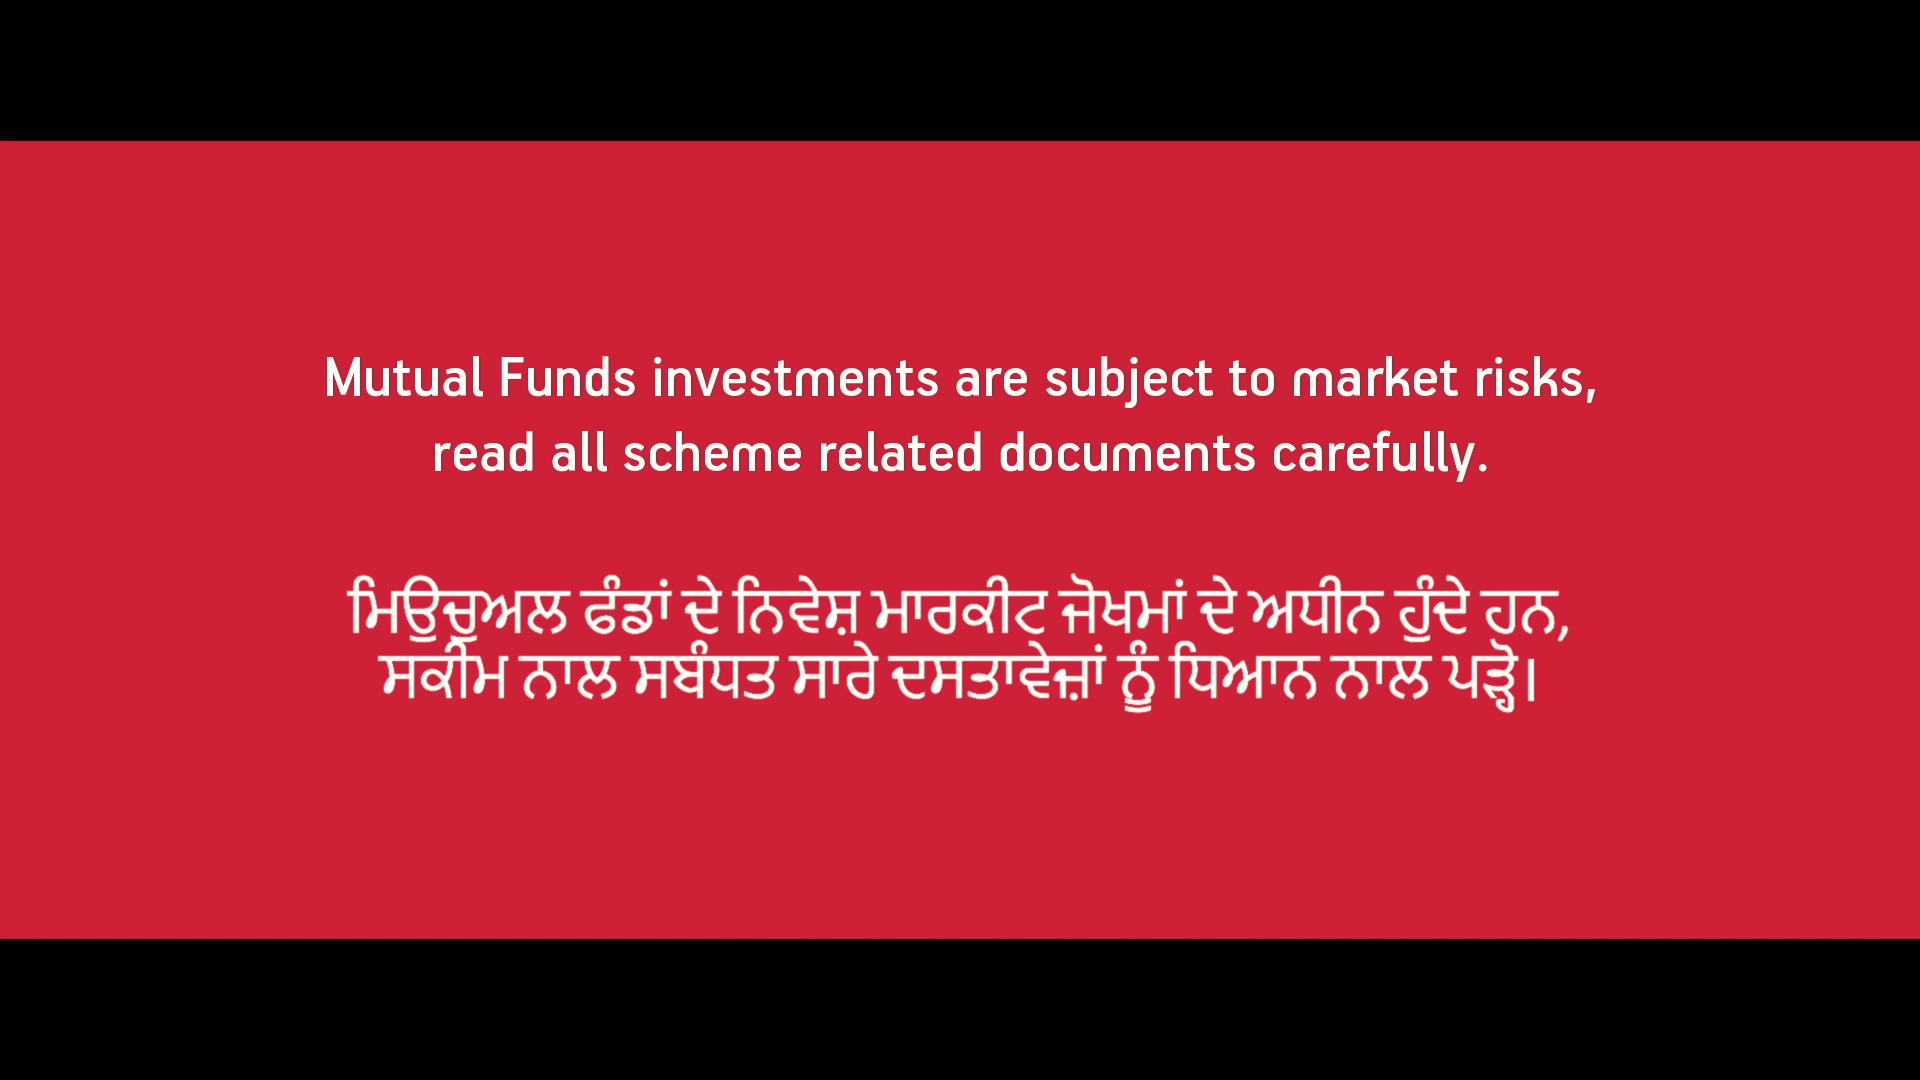 Mutual Funds investments are subject to market risks,
read all scheme related documents carefully.
ਮਿਉਚੁਅਲ ਫੰਡਾਂ ਦੇ ਨਿਵੇਸ਼ ਮਾਰਕੀਟ ਜੋਖਮਾਂ ਦੇ ਅਧੀਨ ਹੁੰਦੇ ਹਨ,
ਸਕੀਮ ਨਾਲ ਸਬੰਧਤ ਸਾਰੇ ਦਸਤਾਵੇਜ਼ਾਂ ਨੂੰ ਧਿਆਨ ਨਾਲ ਪੜ੍ਹੋ।